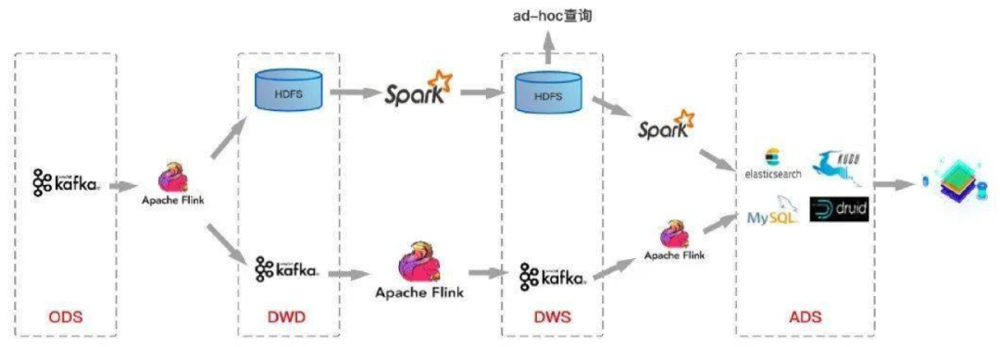 ad-hoc查询
HDFS
Spark
HDFS
Spark
elasticsearch
KUDU
kafka
Apache Flink
MySQL
druid
kafka
Apache Flink
kafka
Apache Flink
ODS
DWD
DWS
ADS